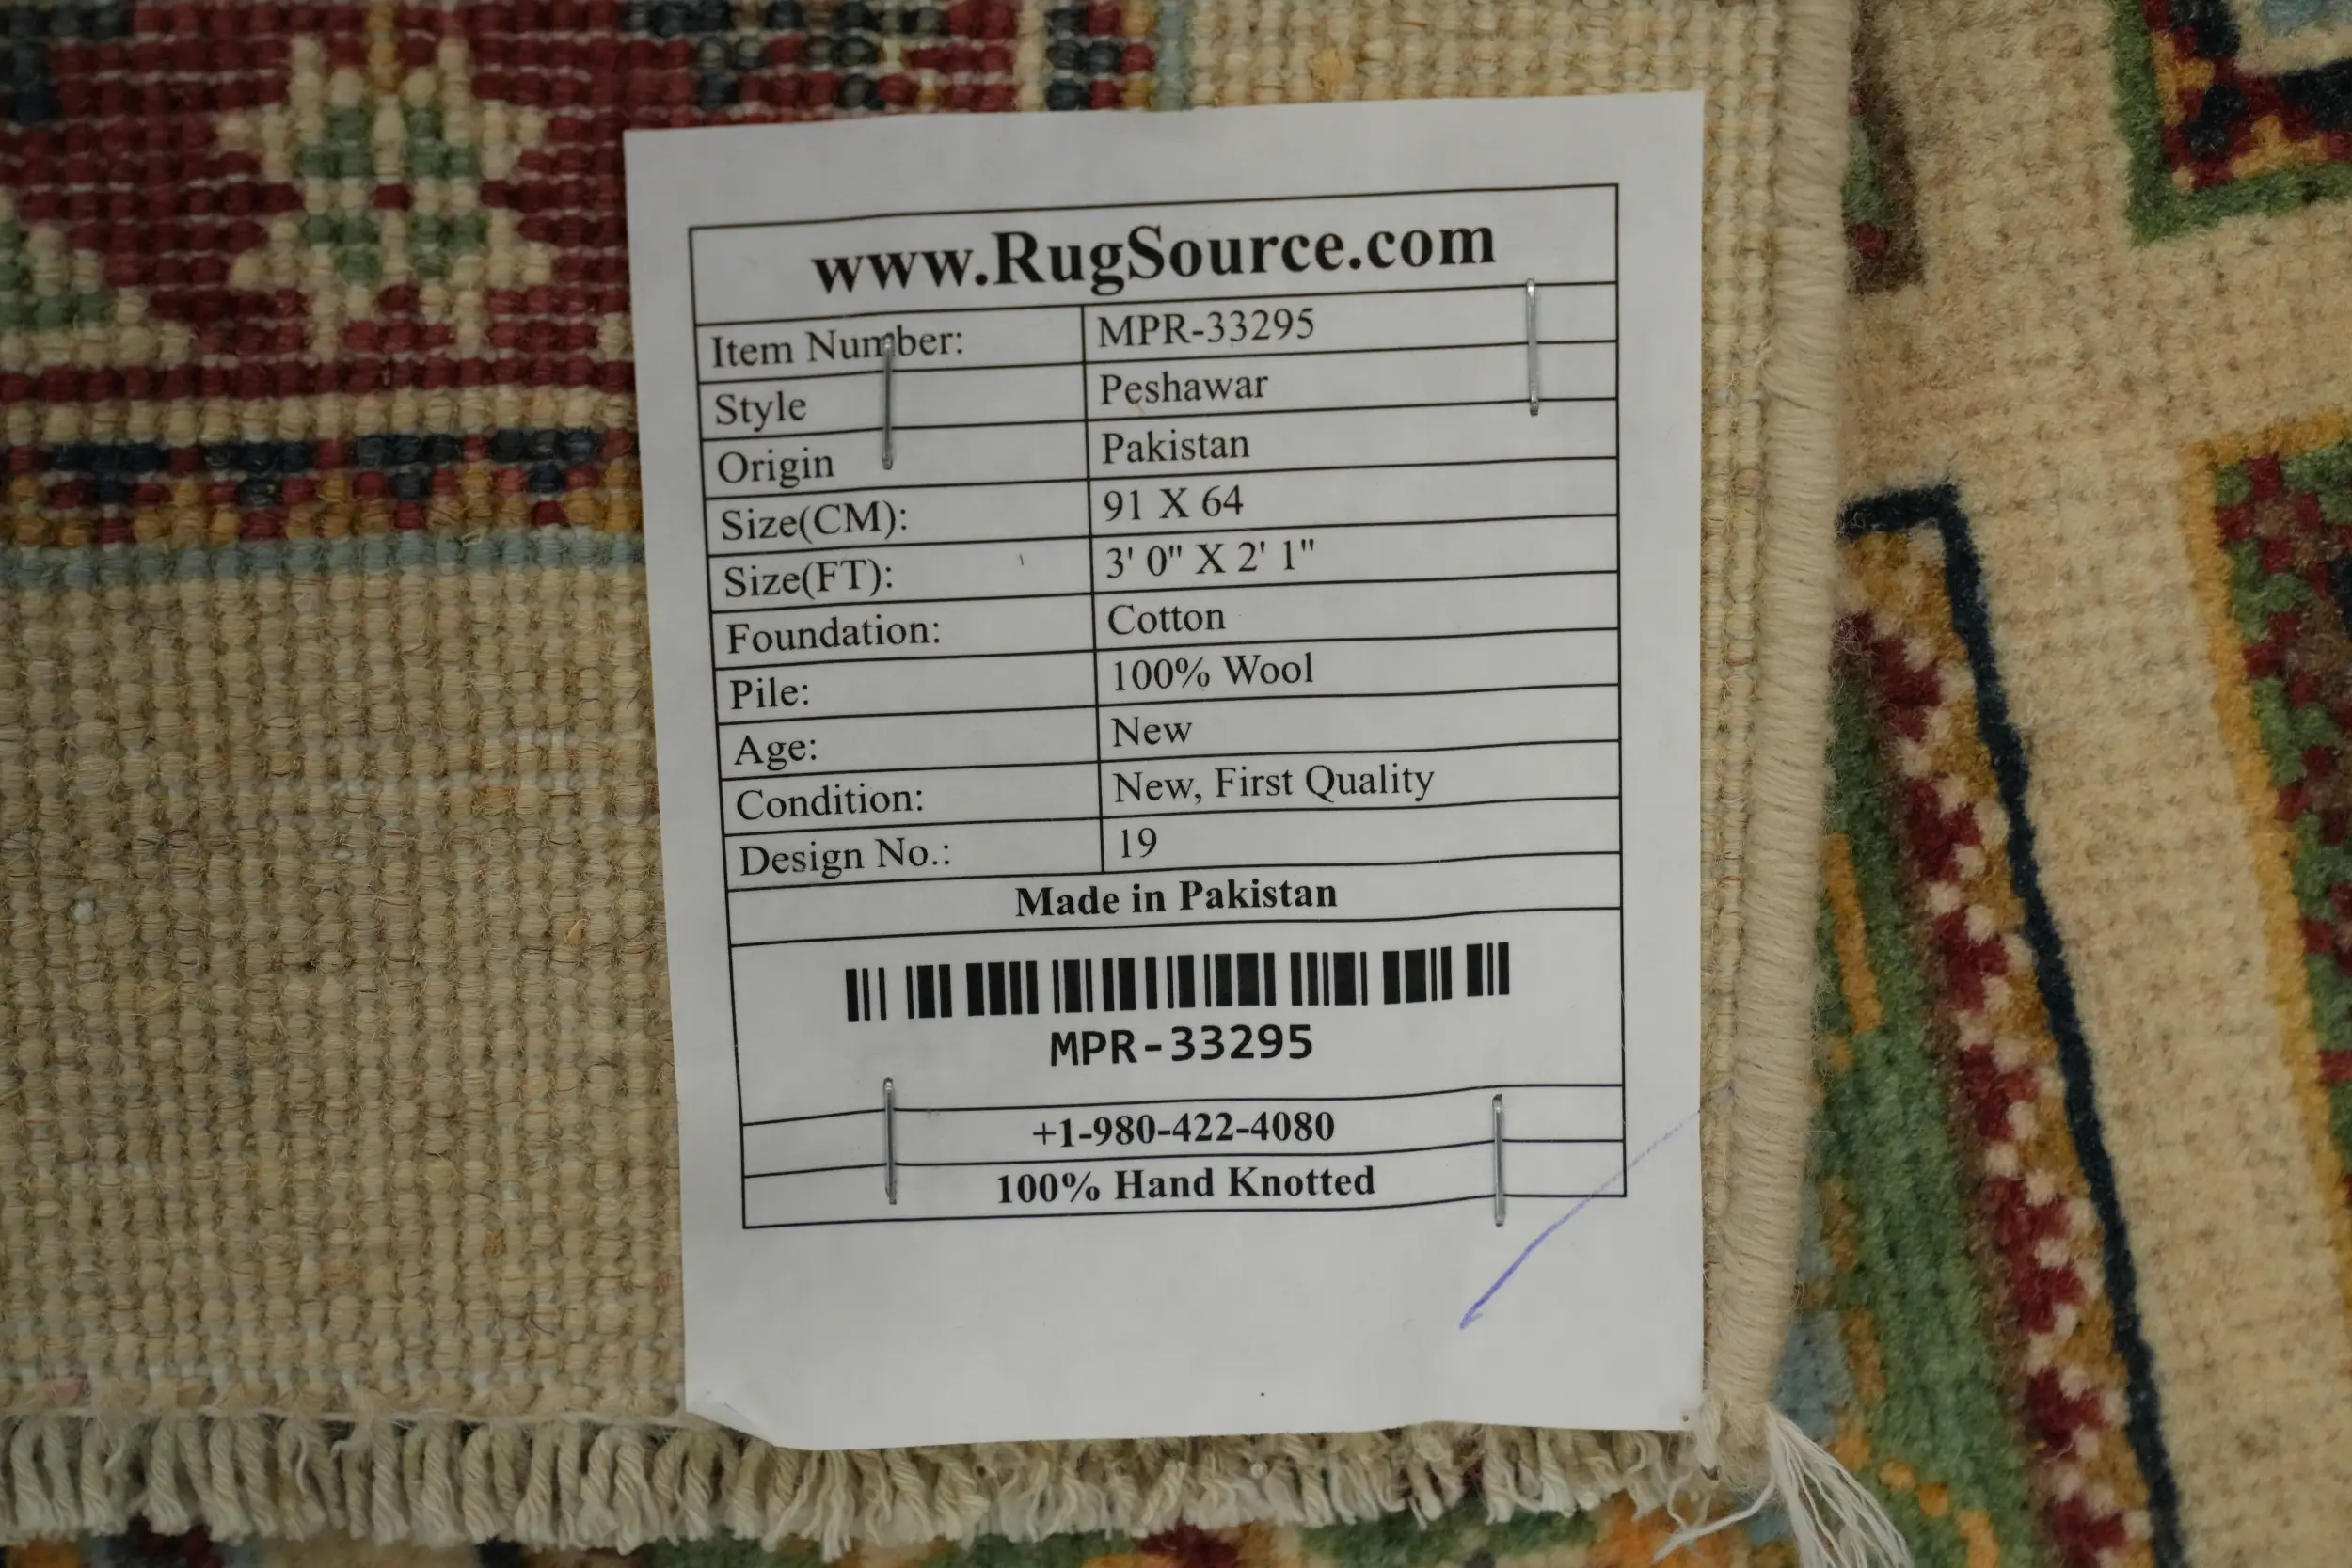 www.RugSource.com
Item Number: MPR-33295
Style Peshawar
Origin Pakistan
Size(CM): 91 X 64
Size(FT): 3' 0" X 2' 1"
Foundation: Cotton
Pile: 100% Wool
Age: New
Condition: New, First Quality
Design No.: 19
Made in Pakistan
MPR-33295
+1-980-422-4080
100% Hand Knotted